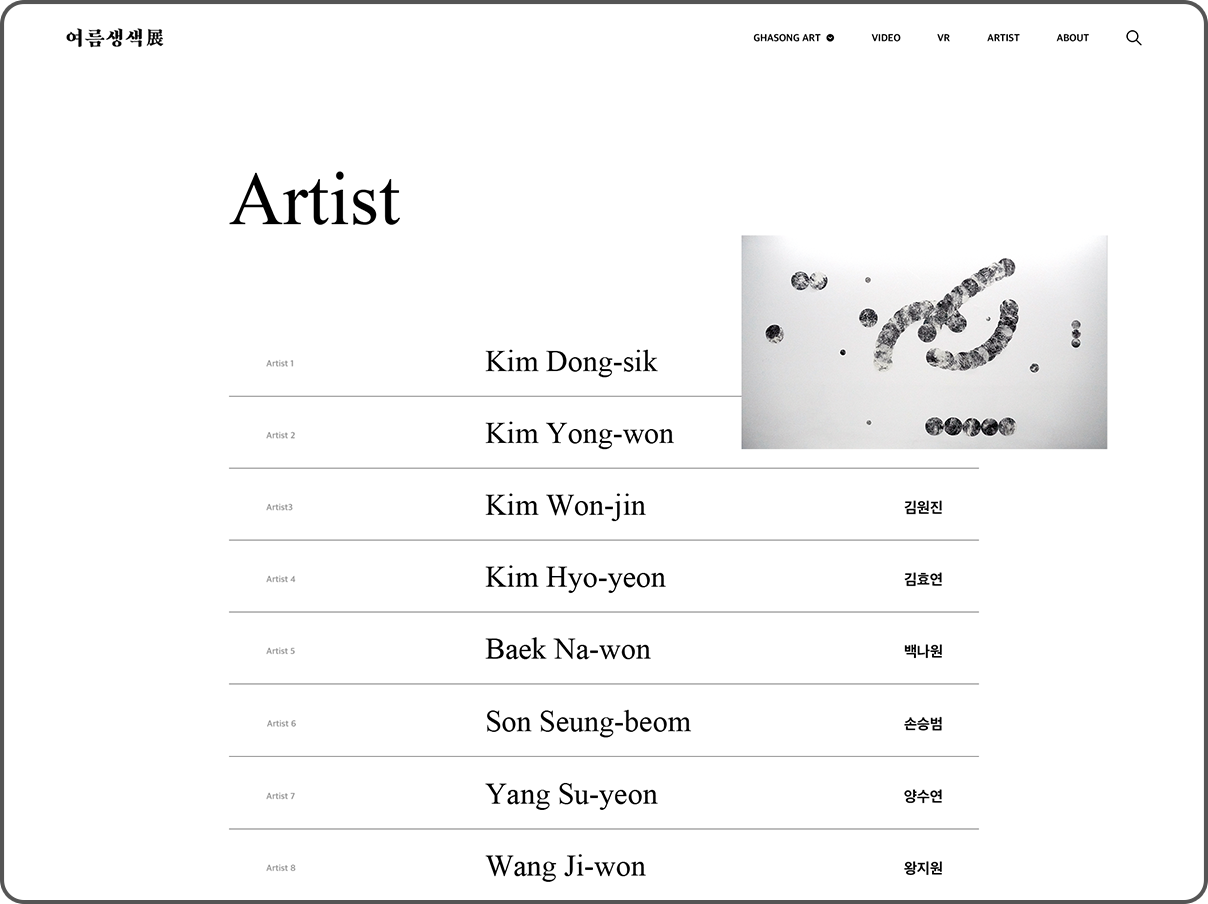 여름생색展
GHASONG ART VIDEO VR ARTIST ABOUT
Artist
Artist 1 Kim Dong-sik
Artist 2 Kim Yong-won
Artist3 Kim Won-jin 김원진
Artist 4 Kim Hyo-yeon 김효연
Artist 5 Baek Na-won 백나원
Artist 6 Son Seung-beom 손승범
Artist 7 Yang Su-yeon 양수연
Artist 8 Wang Ji-won 왕지원